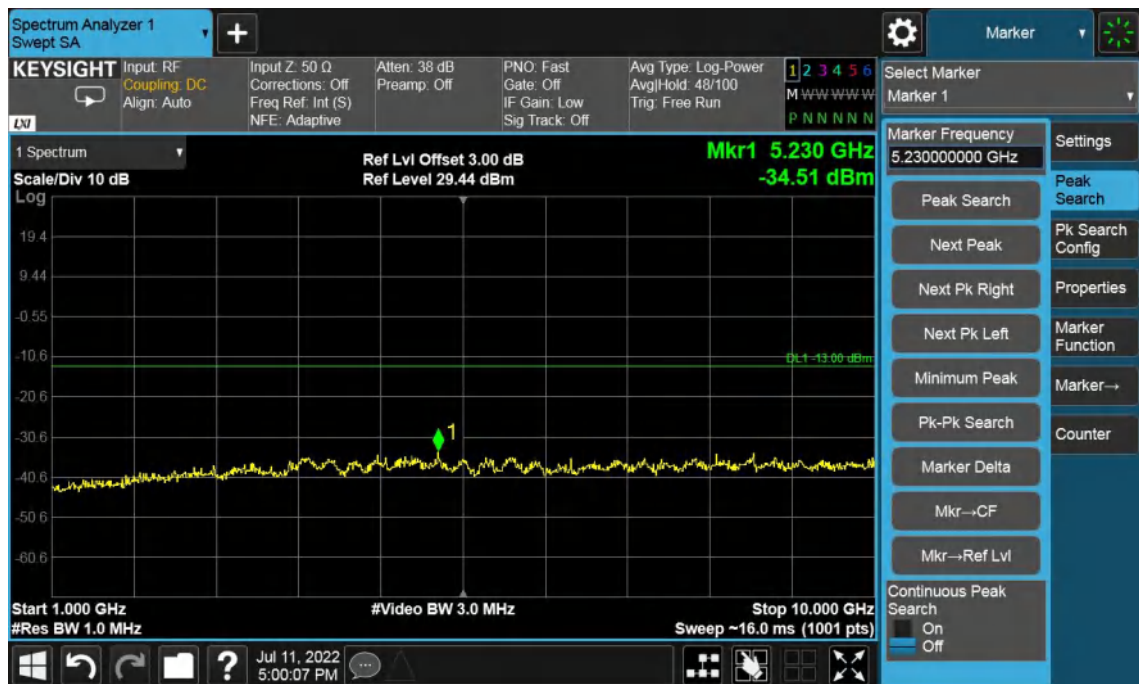 Spectrum Analyzer 1
Swept SA
+
Marker
KEYSIGHT
LXI
Input: RF
Coupling: DC
Align: Auto
Input Z: 50 Ω
Corrections: Off
Freq Ref: Int (S)
NFE: Adaptive
Atten: 38 dB
Preamp: Off
PNO: Fast
Gate: Off
IF Gain: Low
Sig Track: Off
Avg Type: Log-Power
Avg|Hold: 48/100
Trig: Free Run
1 2 3 4 5 6
M W W W W W
P N N N N N
Select Marker
Marker 1
1 Spectrum
Scale/Div 10 dB
Log
Ref Lvl Offset 3.00 dB
Ref Level 29.44 dBm
Mkr1 5.230 GHz
-34.51 dBm
19.4
9.44
-0.55
-10.6
-20.6
-30.6
-40.6
-50.6
-60.6
DL1 -13.00 dBm
1
Start 1.000 GHz
#Res BW 1.0 MHz
#Video BW 3.0 MHz
Stop 10.000 GHz
Sweep ~16.0 ms (1001 pts)
Marker Frequency
5.230000000 GHz
Peak Search
Next Peak
Next Pk Right
Next Pk Left
Minimum Peak
Pk-Pk Search
Marker Delta
Mkr→CF
Mkr→Ref Lvl
Continuous Peak
Search
On
Off
Settings
Peak
Search
Pk Search
Config
Properties
Marker
Function
Marker→
Counter
?
Jul 11, 2022
5:00:07 PM